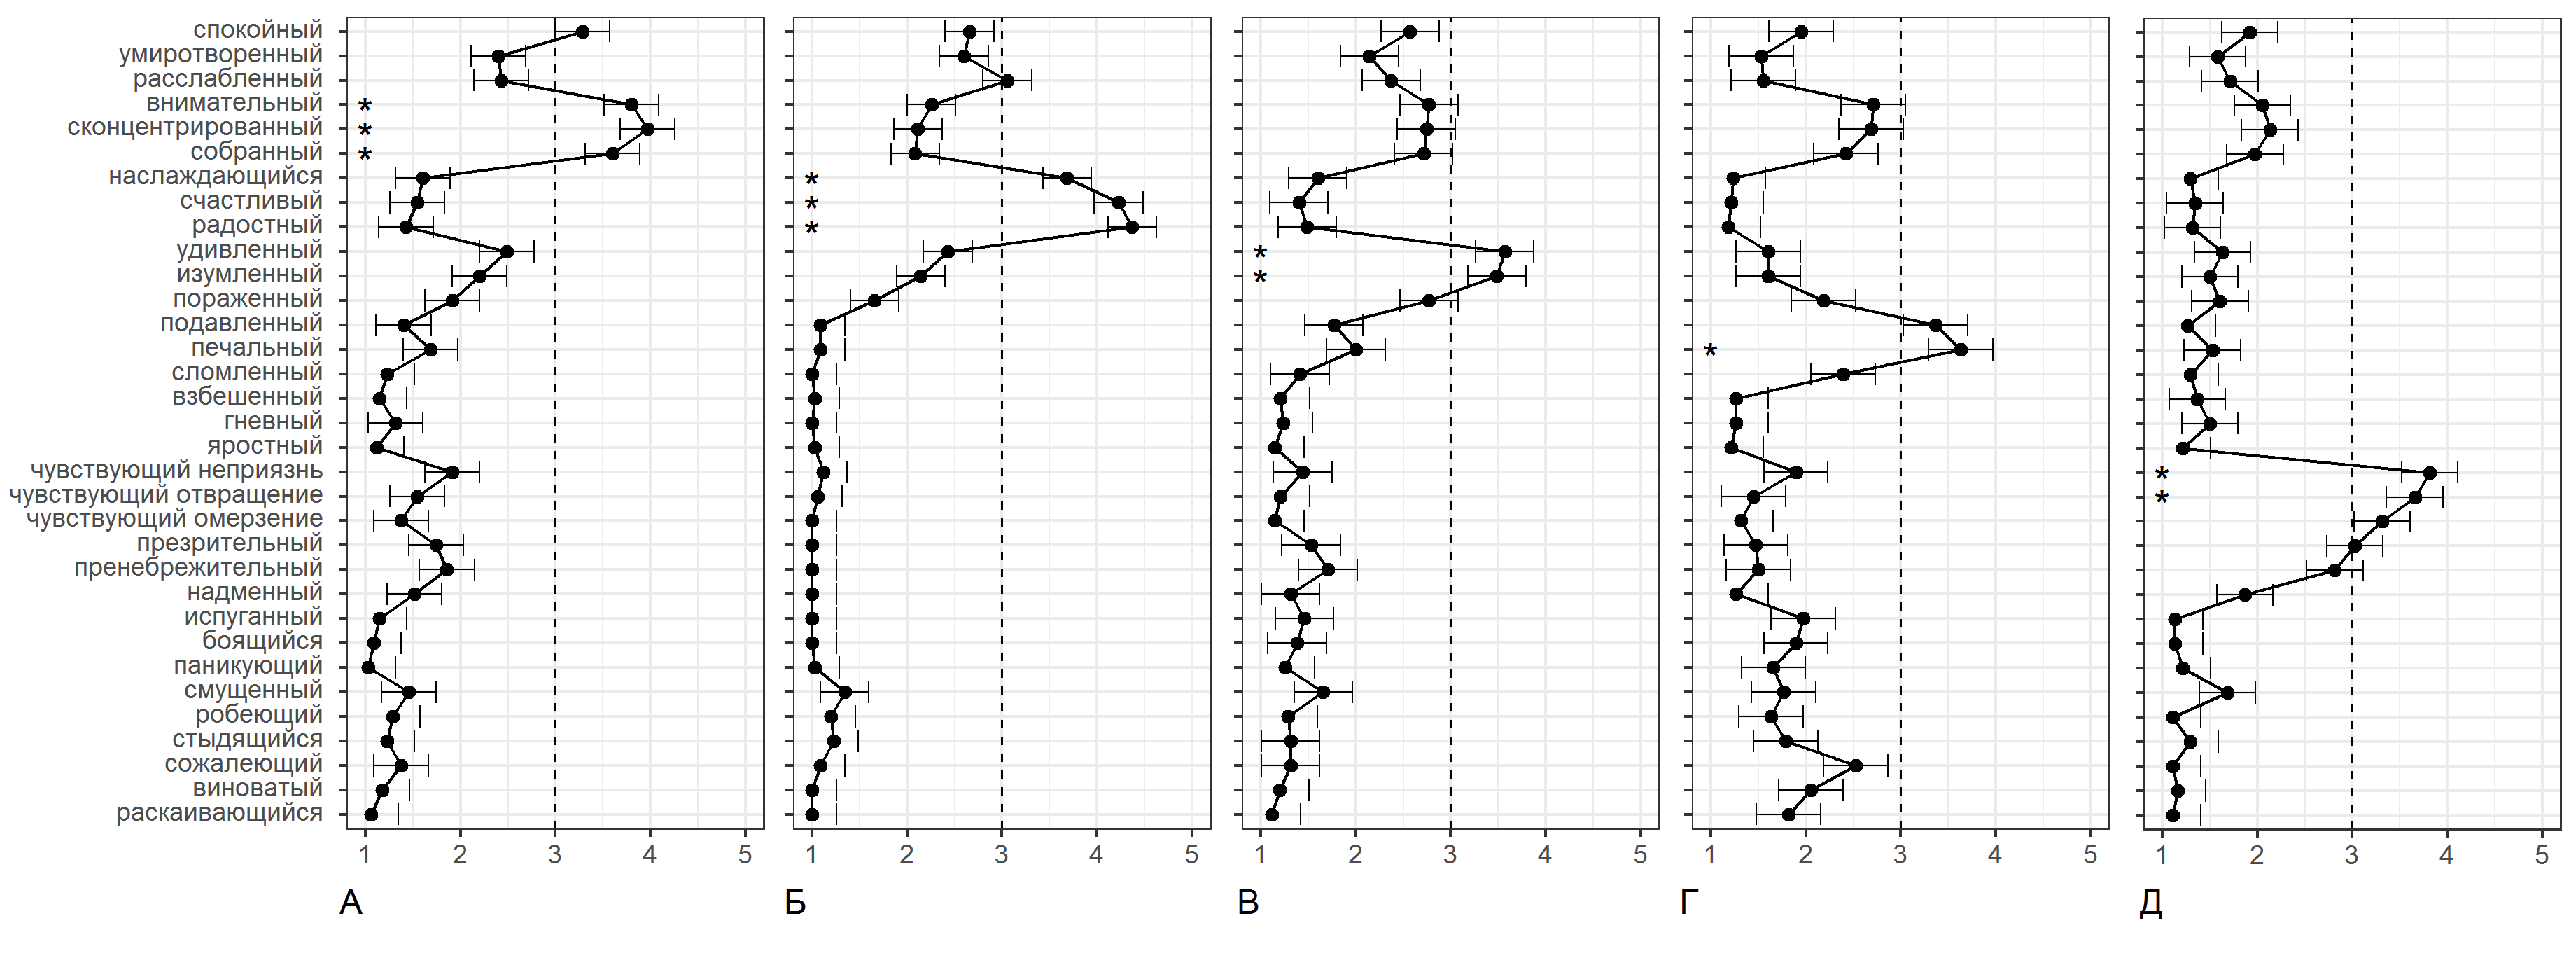 спокойный
умиротворенный
расслабленный
внимательный
сконцентрированный
собранный
наслаждающийся
счастливый
радостный
удивленный
изумленный
пораженный
подавленный
печальный
сломленный
взбешенный
гневный
яростный
чувствующий неприязнь
чувствующий отвращение
чувствующий омерзение
презрительный
пренебрежительный
надменный
испуганный
боящийся
паникующий
смущенный
робеющий
стыдящийся
сожалеющий
виноватый
раскаивающийся
1 2 3 4 5 1 2 3 4 5 1 2 3 4 5 1 2 3 4 5 1 2 3 4 5
А Б В Г Д